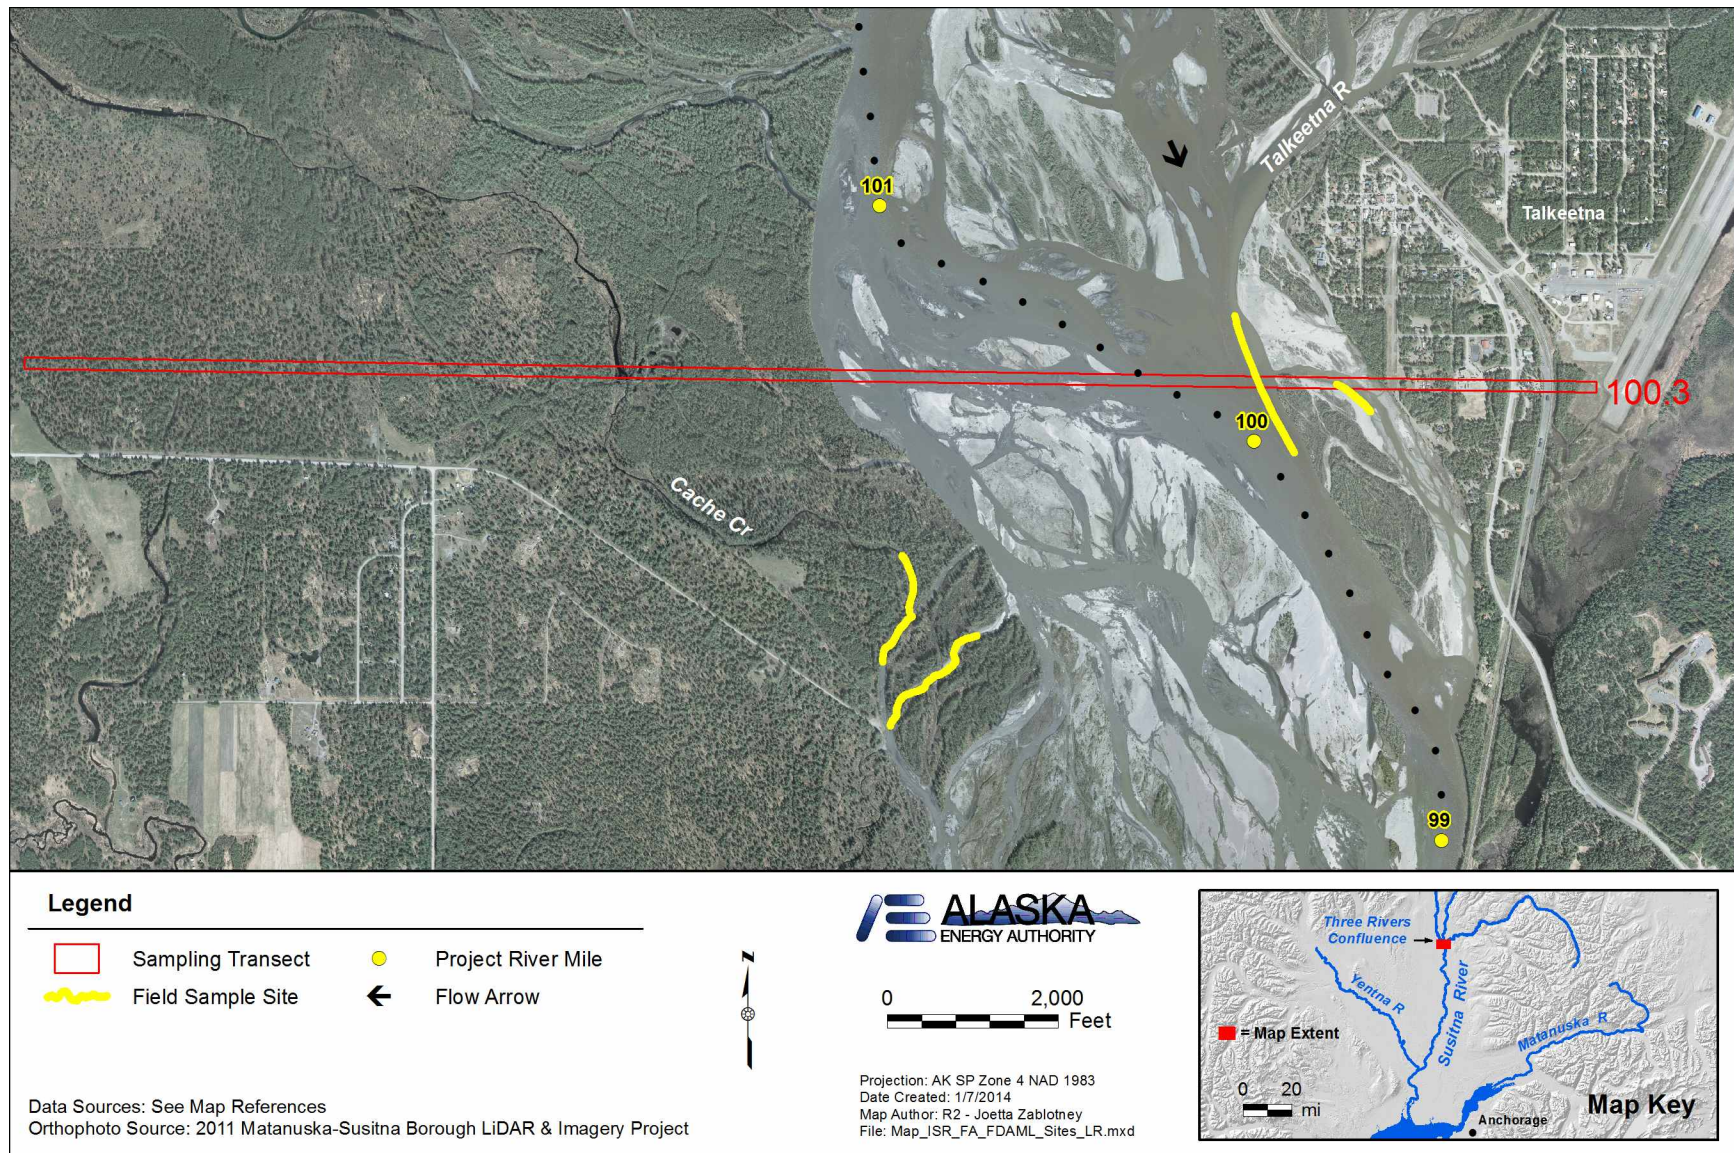 101
Talkeetna R
Talkeetna
100.3
100
Cache Cr
99
Legend
Sampling Transect
Project River Mile
Field Sample Site
Flow Arrow
Data Sources: See Map References
Orthophoto Source: 2011 Matanuska-Susitna Borough LiDAR & Imagery Project
N
ALASKA
ENERGY AUTHORITY
0 2,000
Feet
Projection: AK SP Zone 4 NAD 1983
Date Created: 1/7/2014
Map Author: R2 - Joetta Zablotney
File: Map_ISR_FA_FDAML_Sites_LR.mxd
Three Rivers
Confluence
Yentna R
Susitna River
Matanuska R
= Map Extent
0 20
mi
Anchorage
Map Key